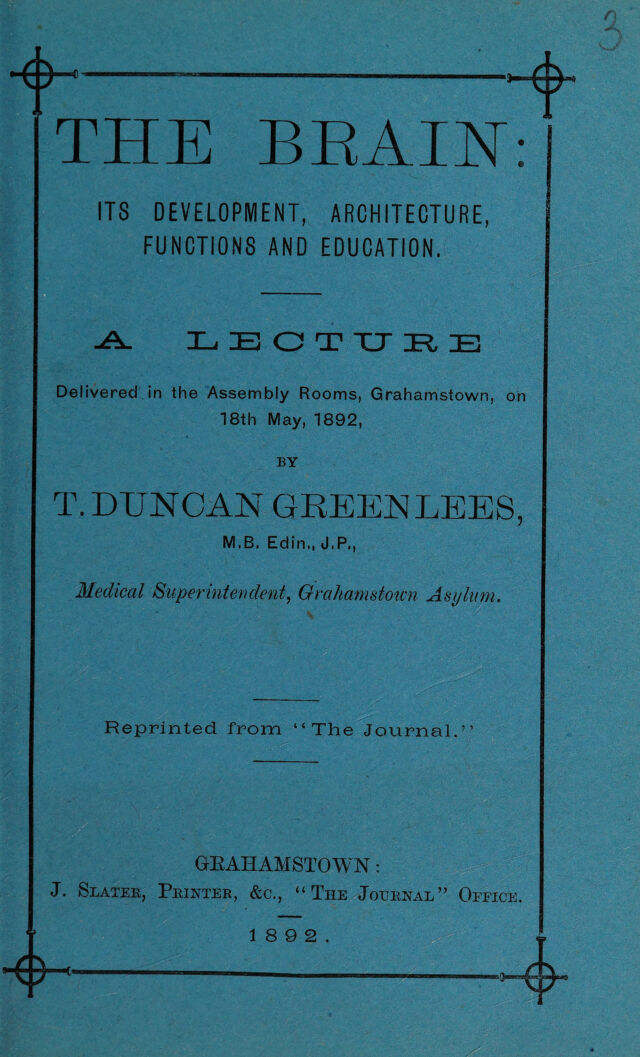 3
THE BRAIN:
ITS DEVELOPMENT, ARCHITECTURE,
FUNCTIONS AND EDUCATION.
A LECTURE
Delivered in the Assembly Rooms, Grahamstown, on
18th May, 1892,
BY
T. DUNCAN GREENLEES,
M.B. Edin., J.P.,
Medical Superintendent, Grahamstown Asylum.
Reprinted from "The Journal."
GRAHAMSTOWN:
J. SLATER, PRINTER, &C., "THE JOURNAL" OFFICE.
1892.